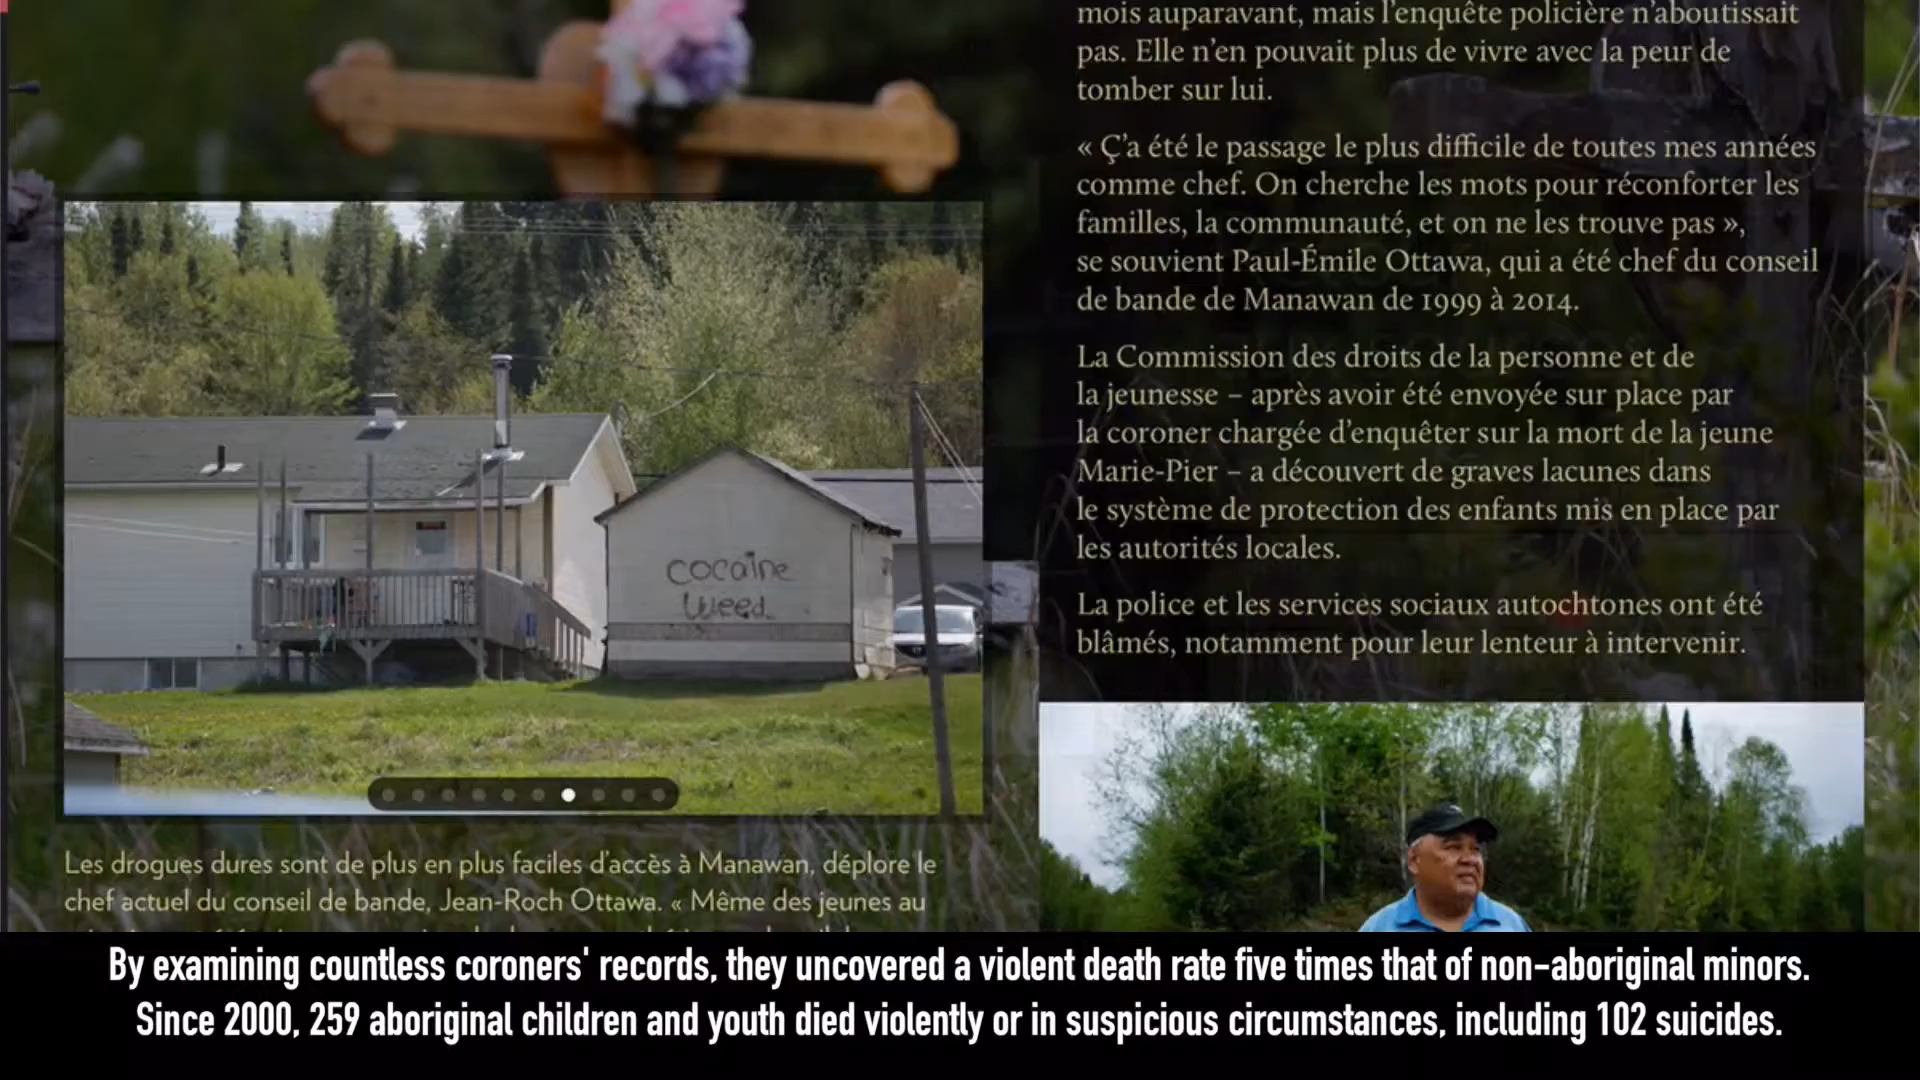 mois auparavant, mais l'enquête policière n'aboutissait
pas. Elle n'en pouvait plus de vivre avec la peur de
tomber sur lui.
« Ç'a été le passage le plus difficile de toutes mes années
comme chef. On cherche les mots pour réconforter les
familles, la communauté, et on ne les trouve pas »,
se souvient Paul-Émile Ottawa, qui a été chef du conseil
de bande de Manawan de 1999 à 2014.
La Commission des droits de la personne et de
la jeunesse – après avoir été envoyée sur place par
la coroner chargée d'enquêter sur la mort de la jeune
Marie-Pier – a découvert de graves lacunes dans
le système de protection des enfants mis en place par
les autorités locales.
La police et les services sociaux autochtones ont été
blâmés, notamment pour leur lenteur à intervenir.
cocaïne
weed
Les drogues dures sont de plus en plus faciles d'accès à Manawan, déplore le
chef actuel du conseil de bande, Jean-Roch Ottawa. « Même des jeunes au
By examining countless coroners' records, they uncovered a violent death rate five times that of non-aboriginal minors.
Since 2000, 259 aboriginal children and youth died violently or in suspicious circumstances, including 102 suicides.